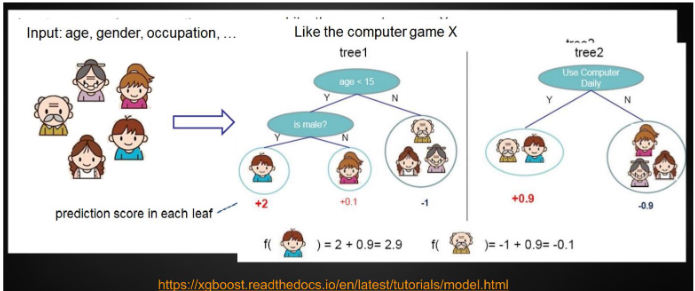 Input: age, gender, occupation, …
Like the computer game X
tree1
age < 15
Y
N
is male?
Y
N
+2
+0.1
-1
prediction score in each leaf
tree2
Use Computer
Daily
Y
N
+0.9
-0.9
f( ) = 2 + 0.9= 2.9
f( )= -1 + 0.9= -0.1
https://xgboost.readthedocs.io/en/latest/tutorials/model.html